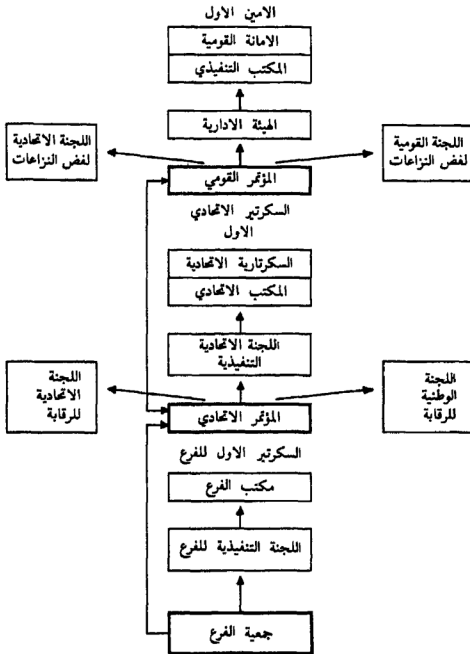 الامين الاول
الامانة القومية
المكتب التنفيذي
الهيئة الادارية
اللجنة القومية
لفض النزاعات
اللجنة الاتحادية
لفض النزاعات
المؤتمر القومي
السكرتير الاتحادي
الاول
السكرتارية الاتحادية
المكتب الاتحادي
اللجنة الاتحادية
التنفيذية
اللجنة
الوطنية
للرقابة
اللجنة
الاتحادية
للرقابة
المؤتمر الاتحادي
السكرتير الاول للفرع
مكتب الفرع
اللجنة التنفيذية للفرع
جمعية الفرع